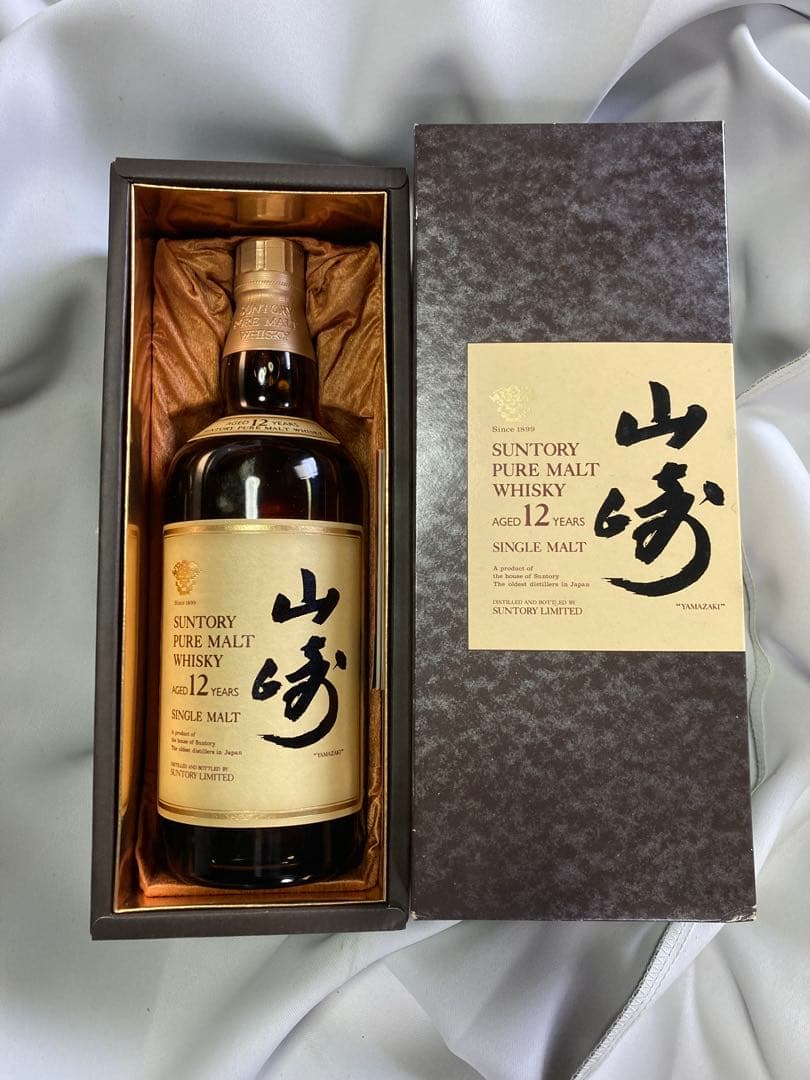 SUNTORY
PURE MALT
WHISKY
AGED 12 YEARS
SUNTORY PURE MALT WHISKY
Since 1899
SUNTORY
PURE MALT
WHISKY
AGED 12 YEARS
SINGLE MALT
A product of
the house of Suntory
The oldest distillers in Japan
DISTILLED AND BOTTLED BY
SUNTORY LIMITED
山崎
"YAMAZAKI"
Since 1899
SUNTORY
PURE MALT
WHISKY
AGED 12 YEARS
SINGLE MALT
A product of
the house of Suntory
The oldest distillers in Japan
DISTILLED AND BOTTLED BY
SUNTORY LIMITED
山崎
"YAMAZAKI"